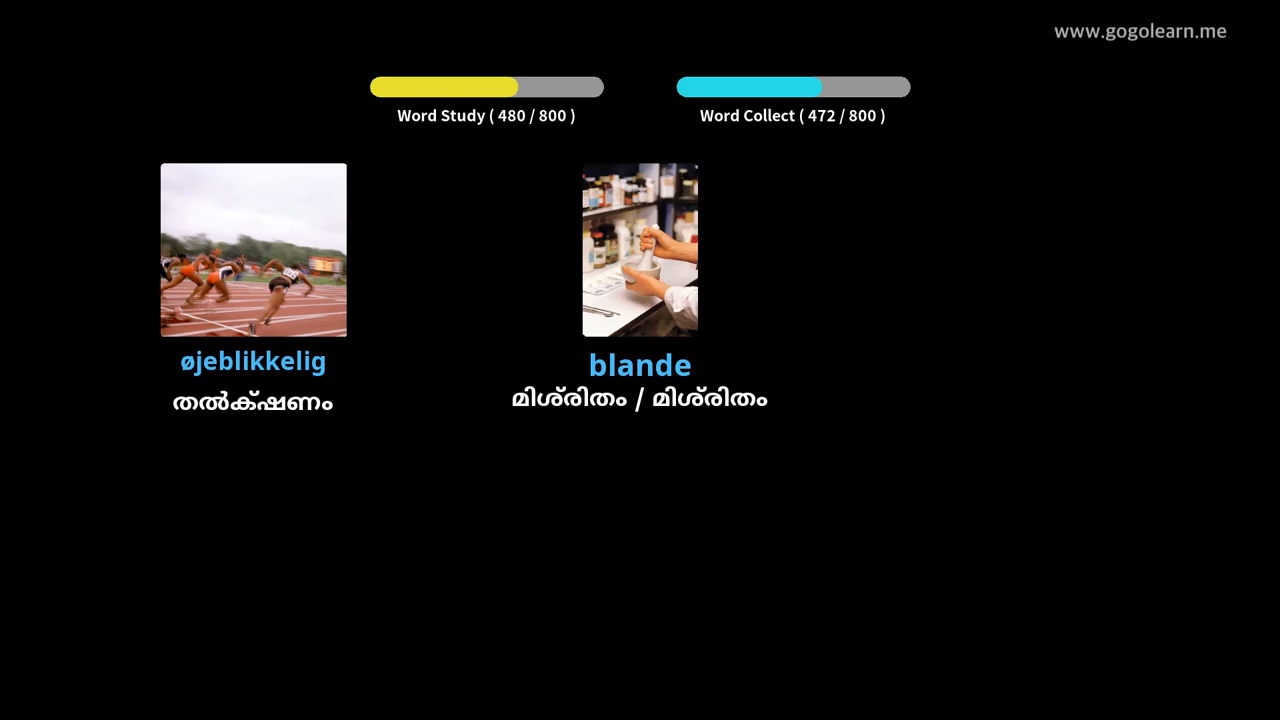 www.gogolearn.me
Word Study ( 480 / 800 )
Word Collect ( 472 / 800 )
øjeblikkelig
തൽക്ഷണം
blande
മിശ്രിതം / മിശ്രിതം